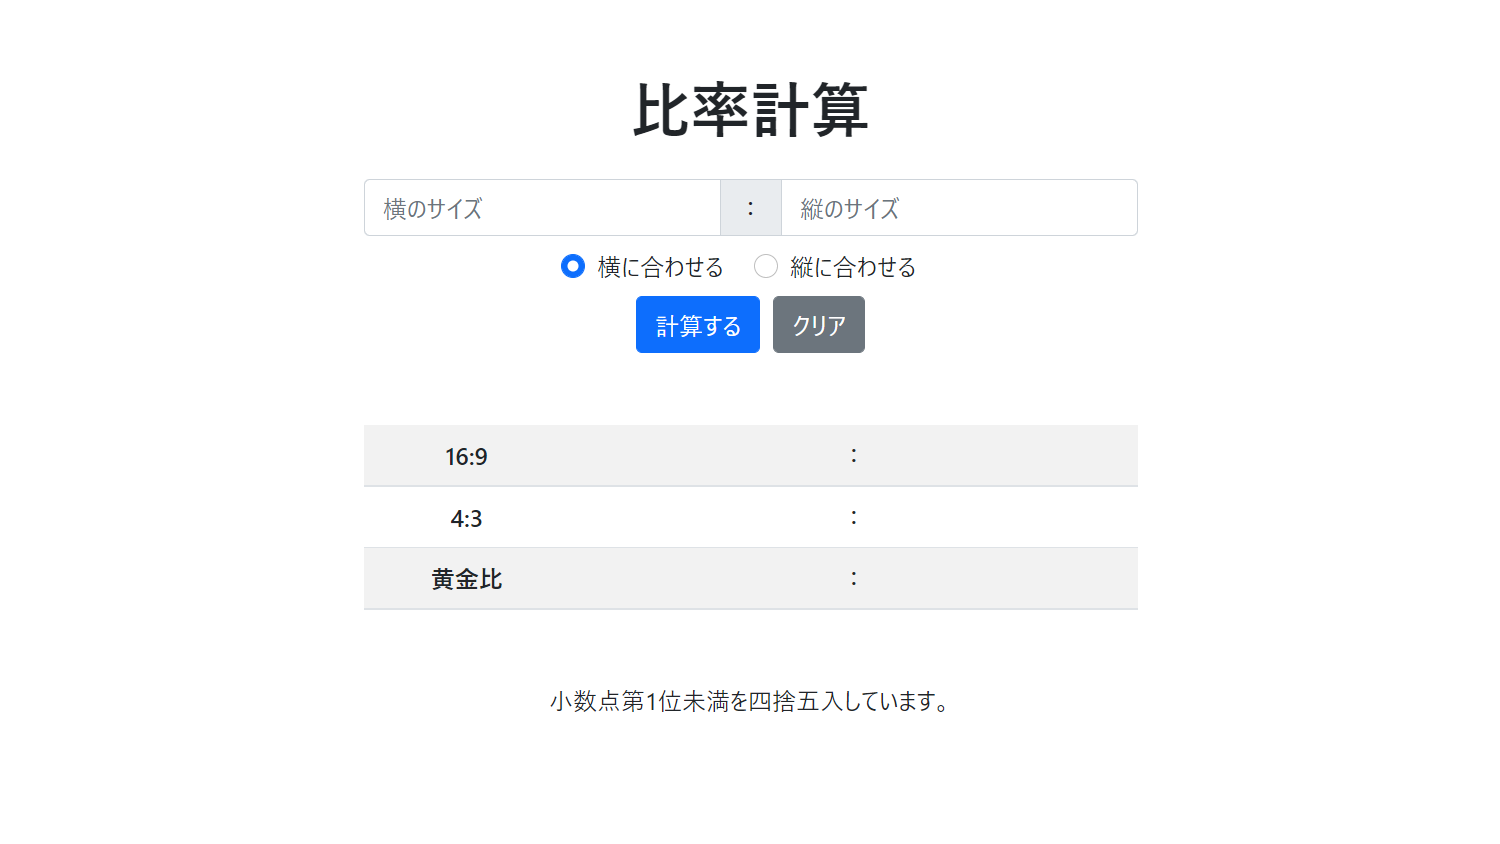 比率計算
横のサイズ : 縦のサイズ
横に合わせる 縦に合わせる
計算する クリア
16:9 :
4:3 :
黄金比 :
小数点第1位未満を四捨五入しています。